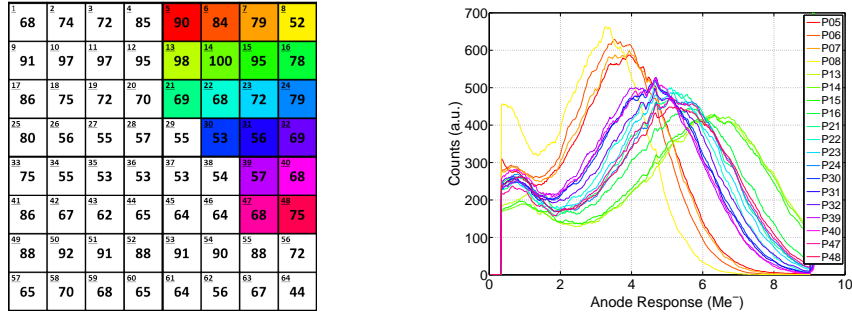 1 2 3 4 5 6 7 8
68 74 72 85 90 84 79 52
9 10 11 12 13 14 15 16
91 97 97 92 98 100 95 78
17 18 19 20 21 22 23 24
86 75 72 70 69 68 72 79
25 26 27 28 29 30 31 32
80 56 56 57 55 53 56 69
33 34 35 36 37 38 39 40
75 55 53 53 53 54 57 68
41 42 43 44 45 46 47 48
86 67 62 65 64 64 68 75
49 50 51 52 53 54 55 56
88 92 91 88 91 90 88 72
57 58 59 60 61 62 63 64
65 70 68 65 64 56 67 44
700
600
500
400
300
200
100
0
Counts (a.u.)
0 2 4 6 8 10
Anode Response (Me⁻)
P05
P06
P07
P08
P13
P14
P15
P16
P21
P22
P23
P24
P30
P31
P32
P39
P40
P47
P48